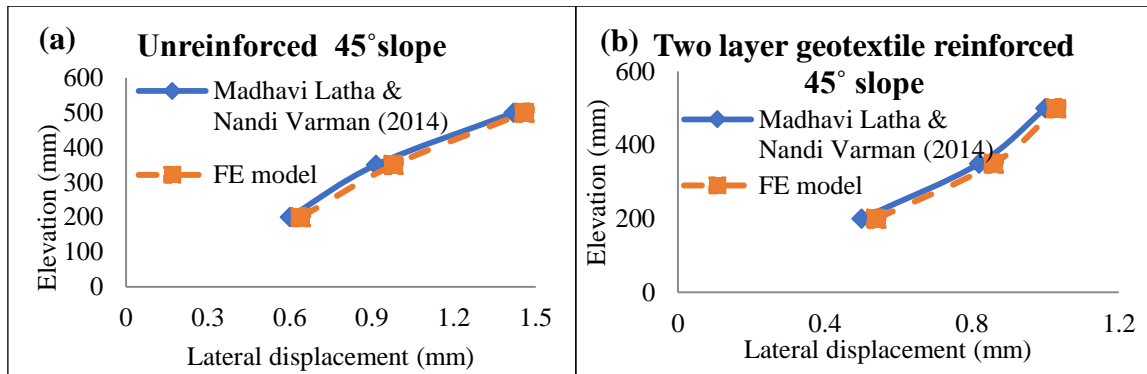 (a)
Unreinforced 45˚slope
600
500
400
300
200
100
0
Elevation (mm)
Madhavi Latha &
Nandi Varman (2014)
FE model
0 0.3 0.6 0.9 1.2 1.5
Lateral displacement (mm)
(b) Two layer geotextile reinforced
45˚ slope
600
400
200
0
Elevation (mm)
Madhavi Latha &
Nandi Varman (2014)
FE model
0 0.4 0.8 1.2
Lateral displacement (mm)